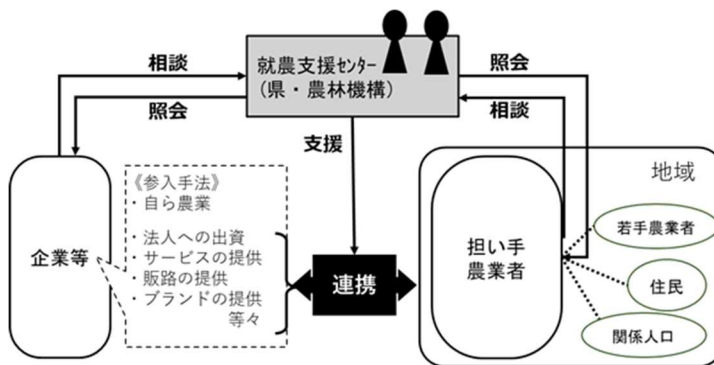 就農支援センター
(県・農林機構)
相談
照会
照会
相談
支援
企業等
《参入手法》
・自ら農業
・法人への出資
・サービスの提供
・販路の提供
・ブランドの提供
等々
連携
担い手
農業者
地域
若手農業者
住民
関係人口